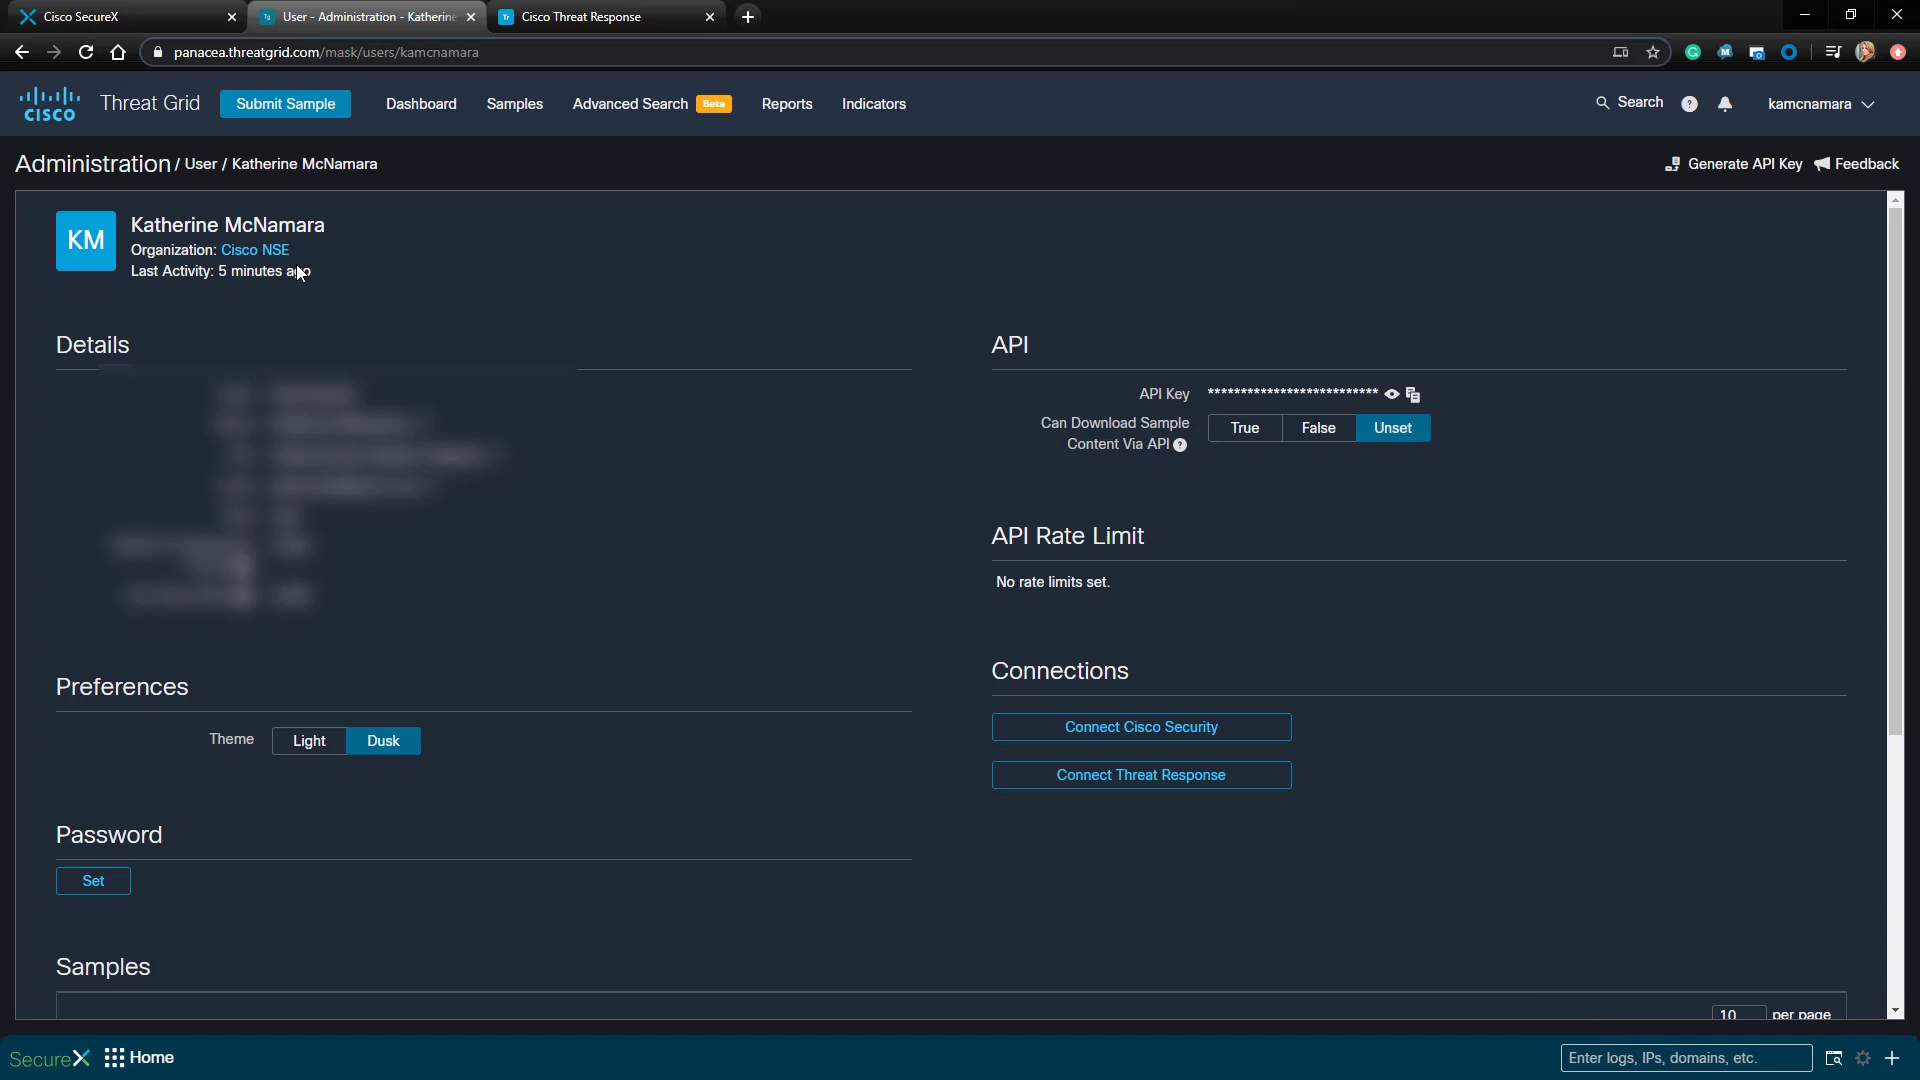 Cisco SecureX
User - Administration - Katherine
Cisco Threat Response
panacea.threatgrid.com/mask/users/kamcnamara
CISCO
Threat Grid
Submit Sample
Dashboard
Samples
Advanced Search Beta
Reports
Indicators
Search
kamcnamara
Administration / User / Katherine McNamara
Generate API Key
Feedback
KM
Katherine McNamara
Organization: Cisco NSE
Last Activity: 5 minutes ago
Details
API
API Key **************************
Can Download Sample
Content Via API
True False Unset
API Rate Limit
No rate limits set.
Connections
Connect Cisco Security
Connect Threat Response
Preferences
Theme Light Dusk
Password
Set
Samples
10 per page
SecureX
Home
Enter logs, IPs, domains, etc.